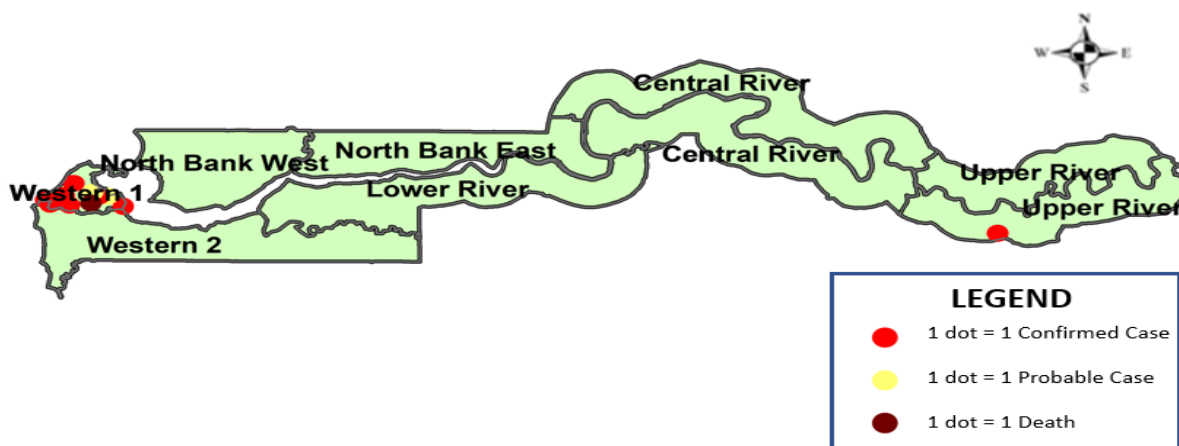 N
W E
S
Central River
North Bank West
North Bank East
Central River
Upper River
Western 1
Lower River
Upper River
Western 2
LEGEND
1 dot = 1 Confirmed Case
1 dot = 1 Probable Case
1 dot = 1 Death